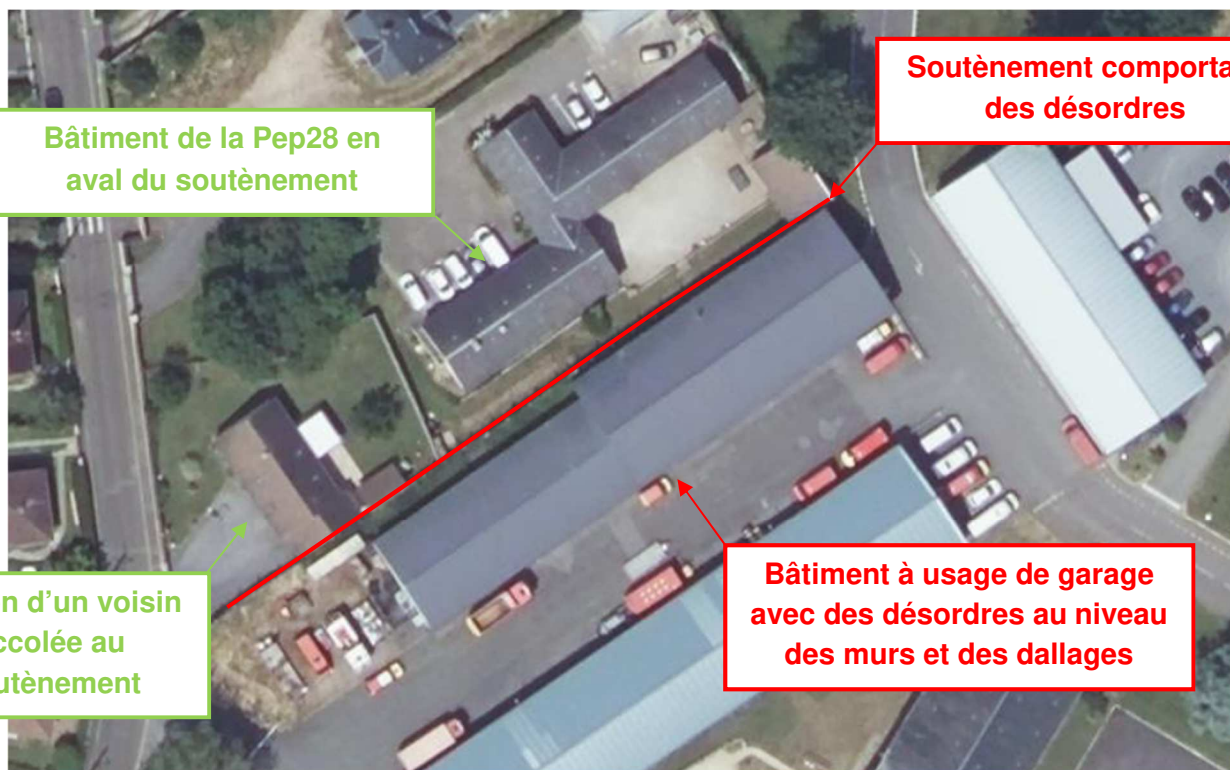 Soutènement comporta
des désordres
Bâtiment de la Pep28 en
aval du soutènement
n d'un voisin
ccolée au
utènement
Bâtiment à usage de garage
avec des désordres au niveau
des murs et des dallages